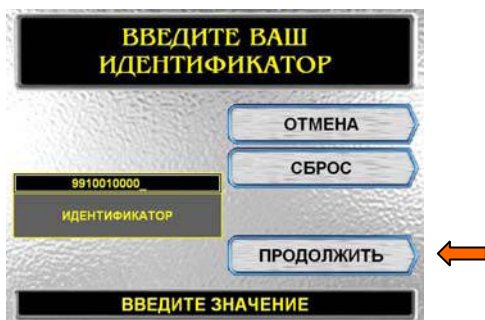 ВВЕДИТЕ ВАШ
ИДЕНТИФИКАТОР
ОТМЕНА
СБРОС
9910010000_
ИДЕНТИФИКАТОР
ПРОДОЛЖИТЬ
ВВЕДИТЕ ЗНАЧЕНИЕ